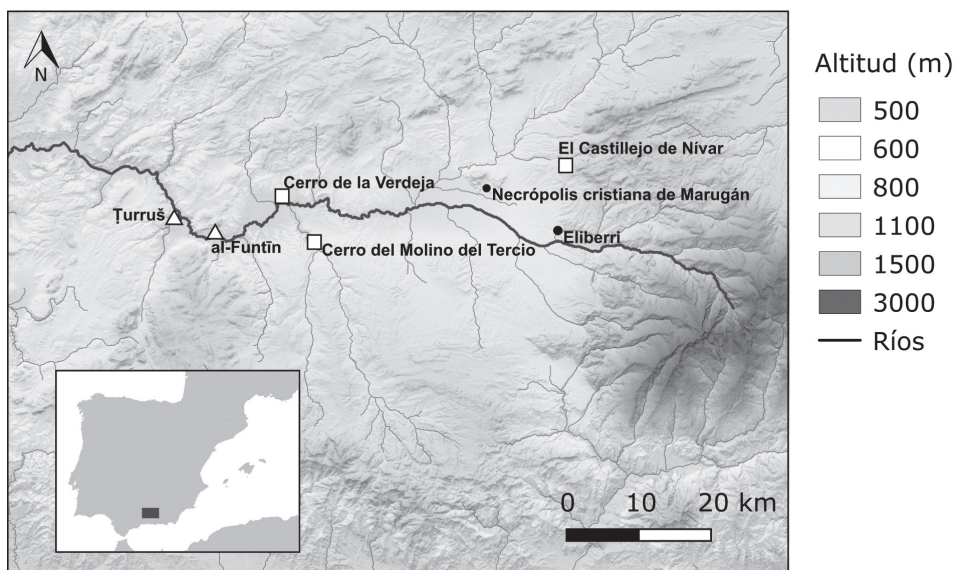 N
El Castillejo de Nívar
Cerro de la Verdeja
Necrópolis cristiana de Marugán
Ṭurruš
al-Funtīn
Cerro del Molino del Tercio
Eliberri
0 10 20 km
Altitud (m)
500
600
800
1100
1500
3000
Ríos